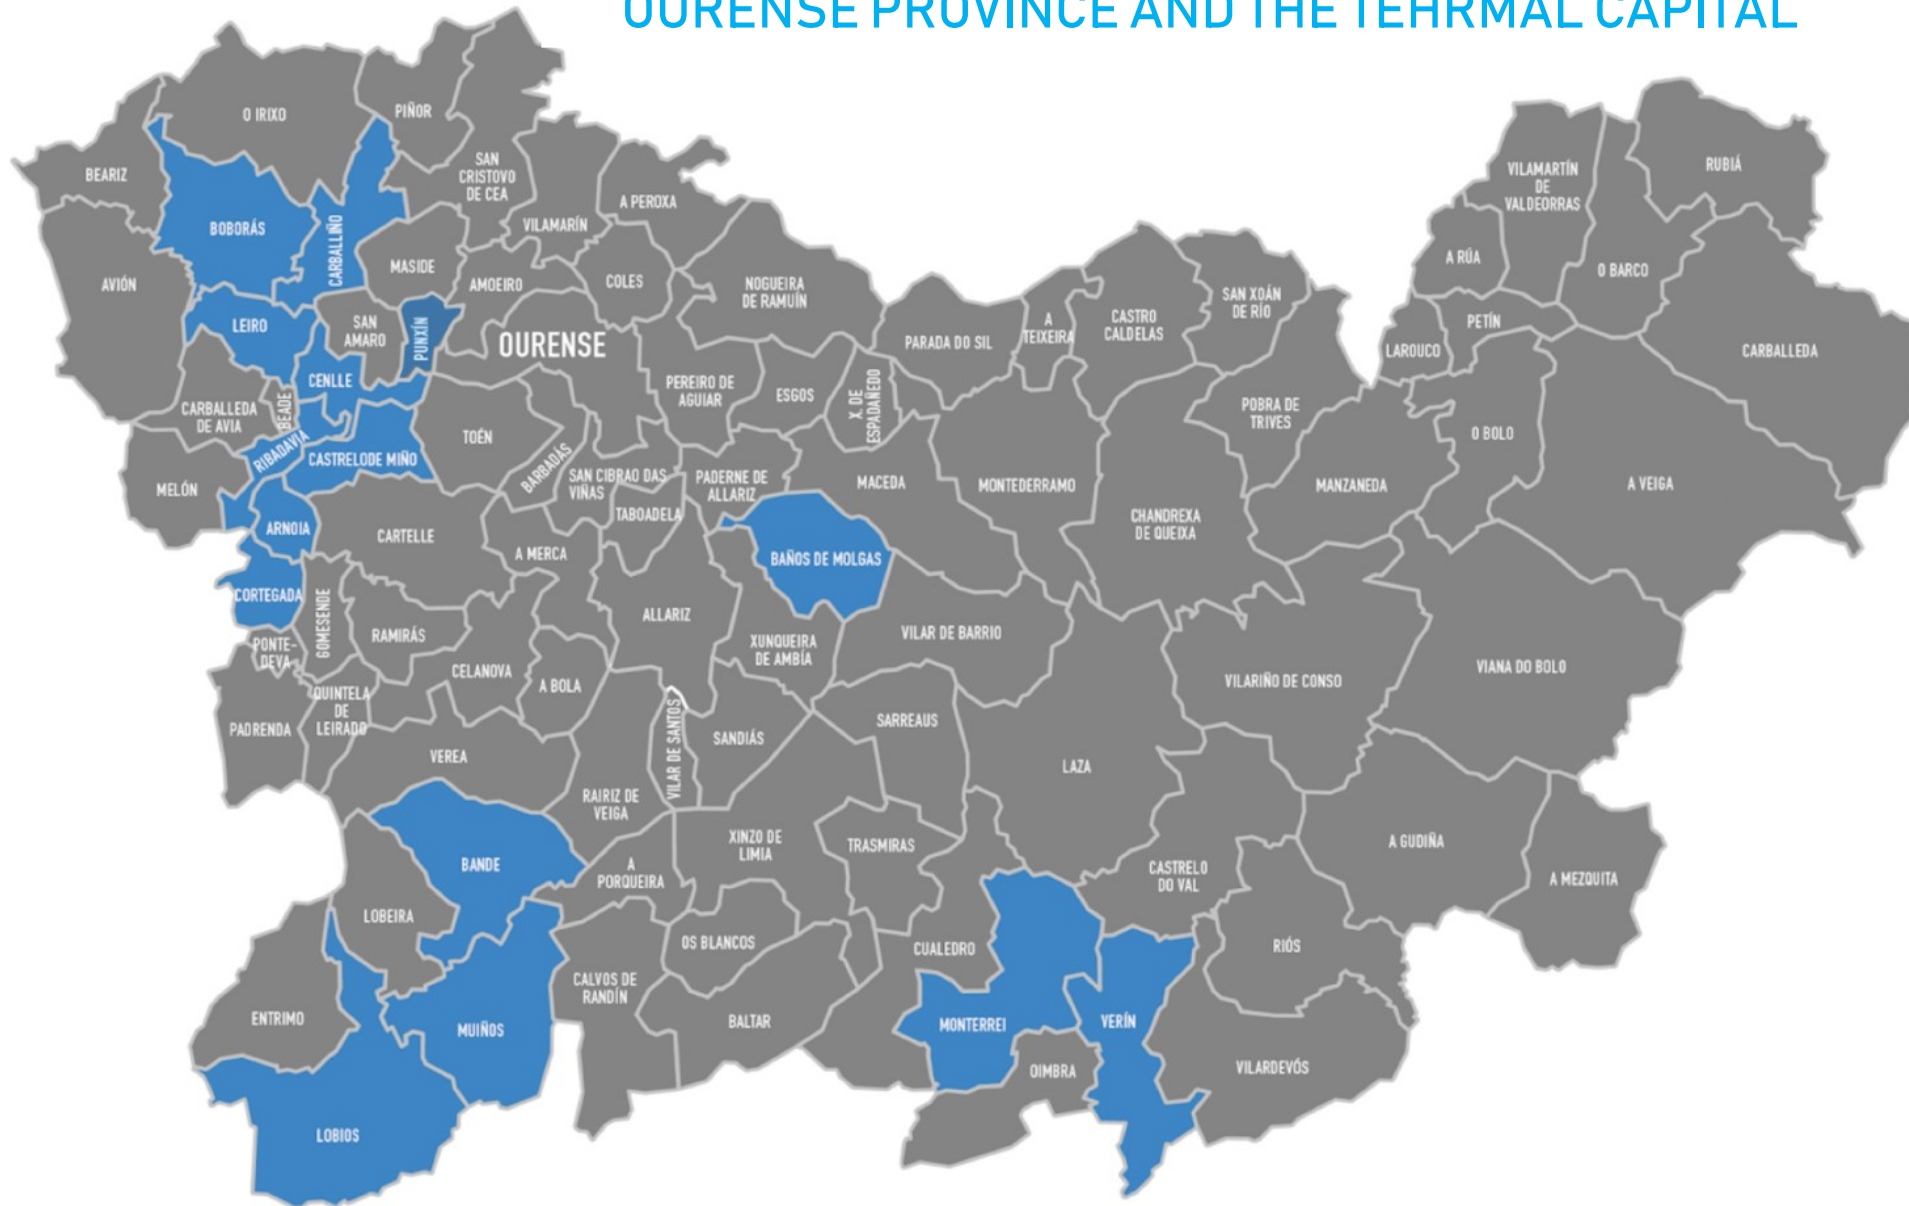 OURENSE PROVINCE AND THE TEHRMAL CAPITAL
O IRIXO
PIÑOR
BEARIZ
SAN
CRISTOVO
DE CEA
VILAMARTÍN
DE
VALDEORRAS
RUBIÁ
A PEROXA
VILAMARÍN
BOBORÁS
CARBALLIÑO
MASIDE
AMOEIRO
COLES
NOGUEIRA
DE RAMUÍN
A RÚA
O BARCO
AVIÓN
LEIRO
SAN
AMARO
PUNXÍN
OURENSE
PARADA DO SIL
A
TEIXEIRA
CASTRO
CALDELAS
SAN XOÁN
DE RÍO
PETÍN
LAROUCO
CARBALLEDA
CENLLE
CARBALLEDA
DE AVIA
BEADE
PEREIRO DE
AGUIAR
ESGOS
X. DE
ESPADAÑEDO
POBRA DE
TRIVES
O BOLO
TOÉN
BARBADÁS
RIBADAVIA
CASTRELODE MIÑO
MELÓN
SAN CIBRAO DAS
VIÑAS
PADERNE DE
ALLARIZ
MACEDA
MONTEDERRAMO
MANZANEDA
A VEIGA
ARNOIA
CARTELLE
TABOADELA
CHANDREXA
DE QUEIXA
A MERCA
BAÑOS DE MOLGAS
CORTEGADA
GOMESENDE
RAMIRÁS
ALLARIZ
PONTE-
DEVA
XUNQUEIRA
DE AMBÍA
VILAR DE BARRIO
CELANOVA
A BOLA
VILARIÑO DE CONSO
VIANA DO BOLO
QUINTELA
DE
LEIRADO
PADRENDA
VEREA
VILAR DE SANTOS
SANDIÁS
SARREAUS
LAZA
RAIRIZ DE
VEIGA
XINZO DE
LIMIA
TRASMIRAS
A GUDIÑA
BANDE
A
PORQUEIRA
CASTRELO
DO VAL
A MEZQUITA
LOBEIRA
OS BLANCOS
CUALEDRO
RIÓS
CALVOS DE
RANDÍN
ENTRIMO
MUIÑOS
BALTAR
MONTERREI
VERÍN
OIMBRA
VILARDEVÓS
LOBIOS